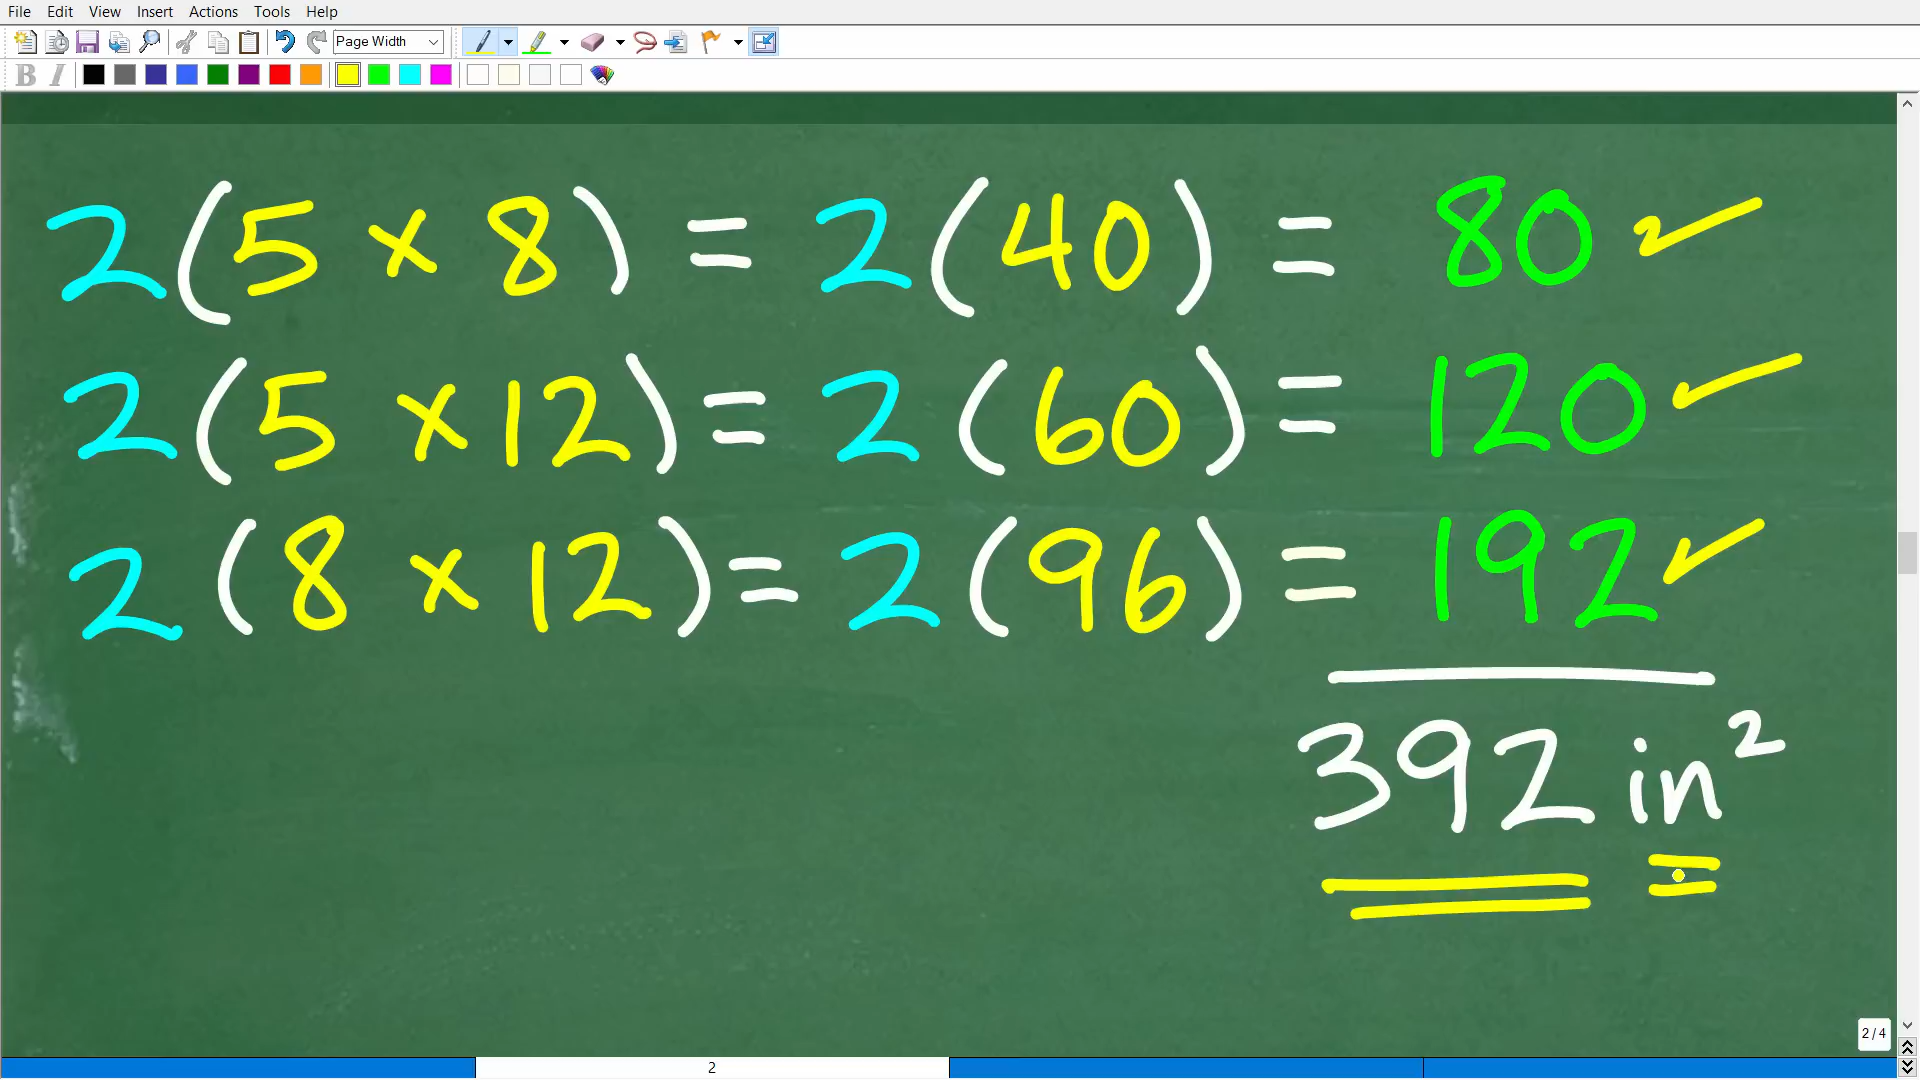 File Edit View Insert Actions Tools Help
Page Width
B I
2(5 × 8) = 2(40) = 80
2(5 × 12) = 2(60) = 120
2(8 × 12) = 2(96) = 192
392 in²
2 / 4
2